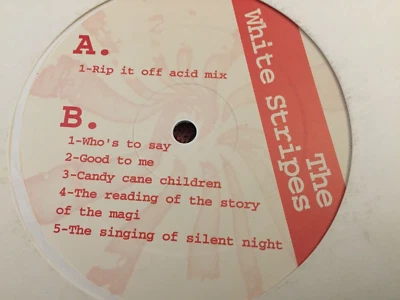 A.
1-Rip it off acid mix
B.
1-Who's to say
2-Good to me
3-Candy cane children
4-The reading of the story
of the magi
5-The singing of silent night
The
White Stripes